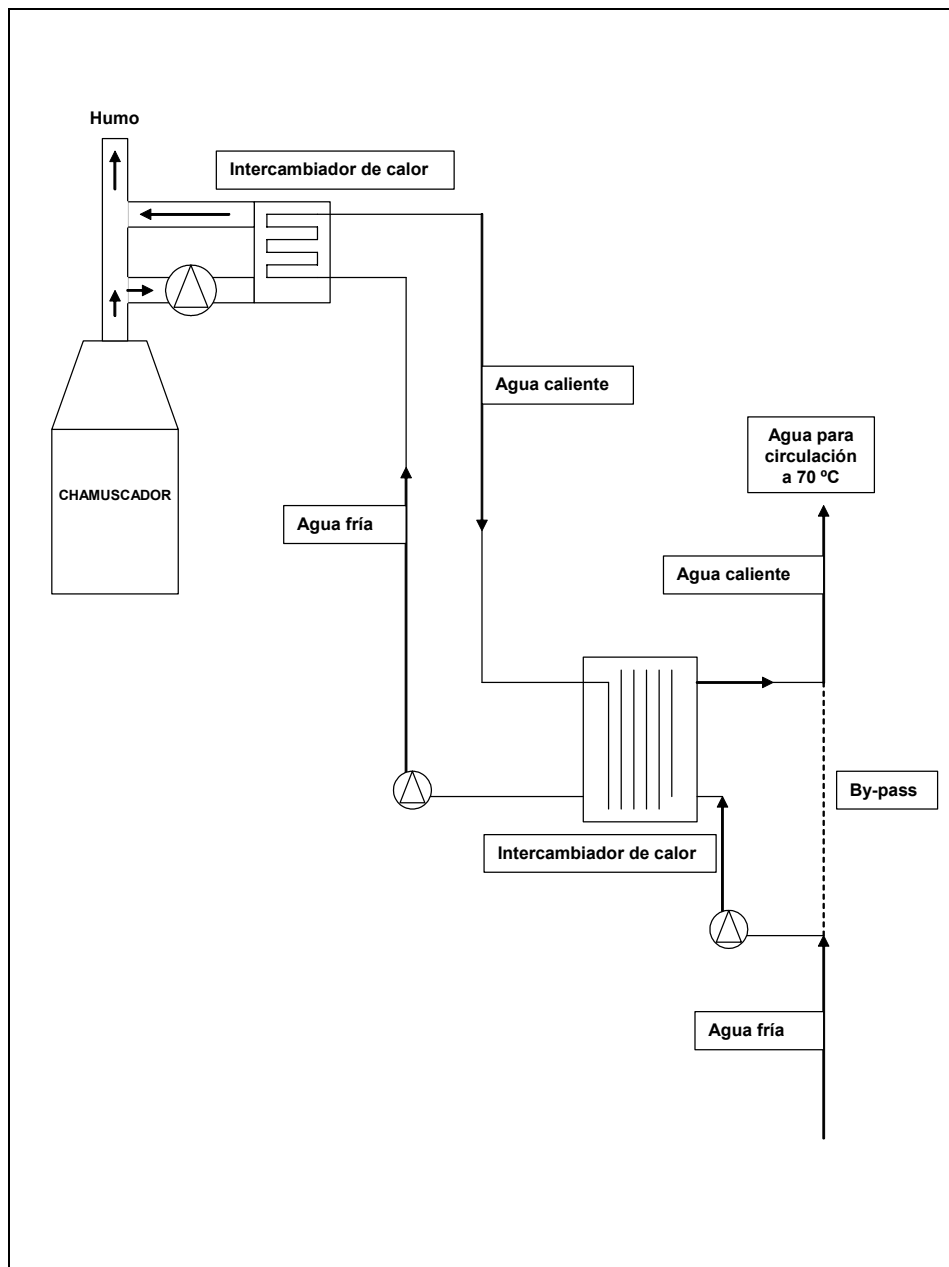 Humo
Intercambiador de calor
Agua caliente
Agua para
circulación
a 70 ºC
CHAMUSCADOR
Agua fría
Agua caliente
By-pass
Intercambiador de calor
Agua fría